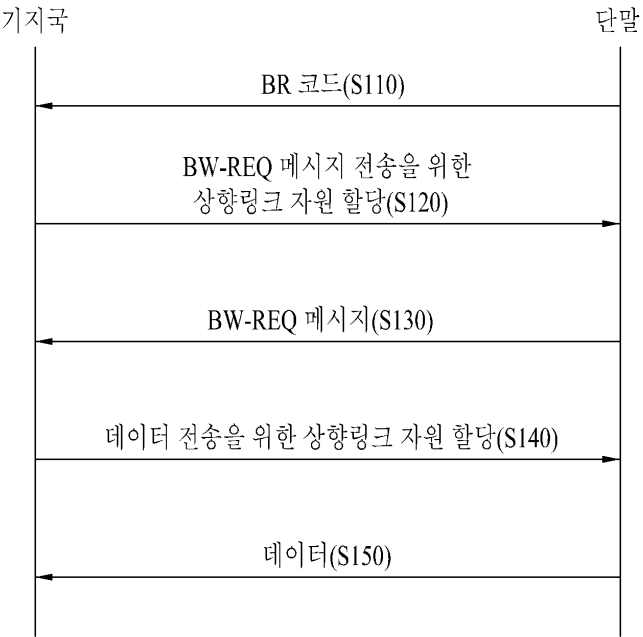 기지국
단말
BR 코드(S110)
BW-REQ 메시지 전송을 위한
상향링크 자원 할당(S120)
BW-REQ 메시지(S130)
데이터 전송을 위한 상향링크 자원 할당(S140)
데이터(S150)